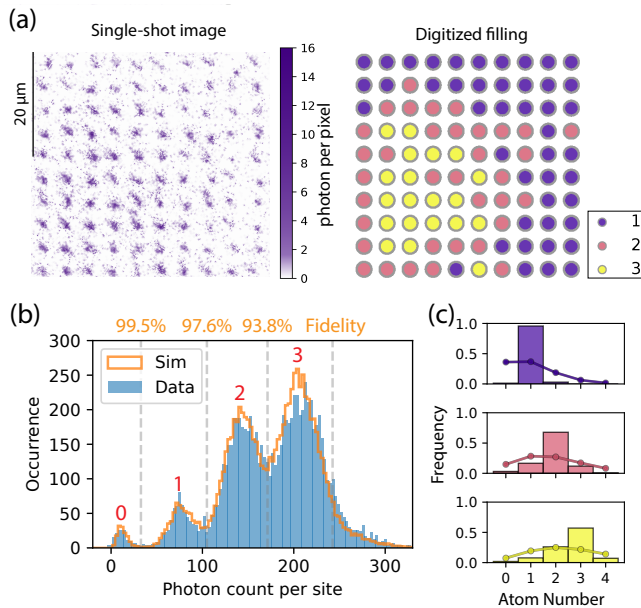 (a)
Single-shot image
Digitized filling
20 μm
16
14
12
10
8
6
4
2
0
photon per pixel
1
2
3
(b)
99.5% 97.6% 93.8% Fidelity
Sim
Data
0
1
2
3
300
250
200
150
100
50
0
Occurrence
0 100 200 300
Photon count per site
(c)
1.0
0.5
0.0
1.0
0.5
0.0
1.0
0.5
0.0
Frequency
0 1 2 3 4
Atom Number